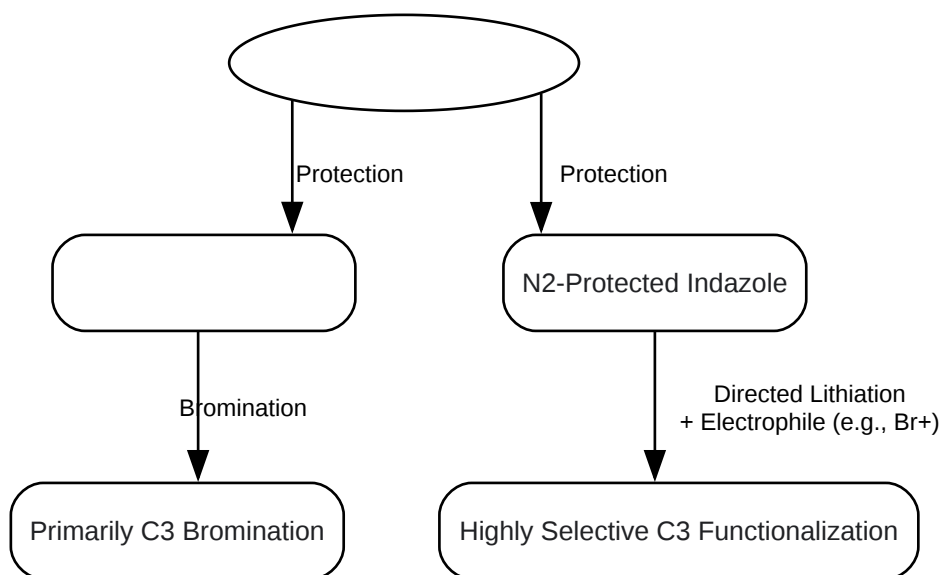 Protection
Protection
N2-Protected Indazole
Bromination
Directed Lithiation
+ Electrophile (e.g., Br+)
Primarily C3 Bromination
Highly Selective C3 Functionalization